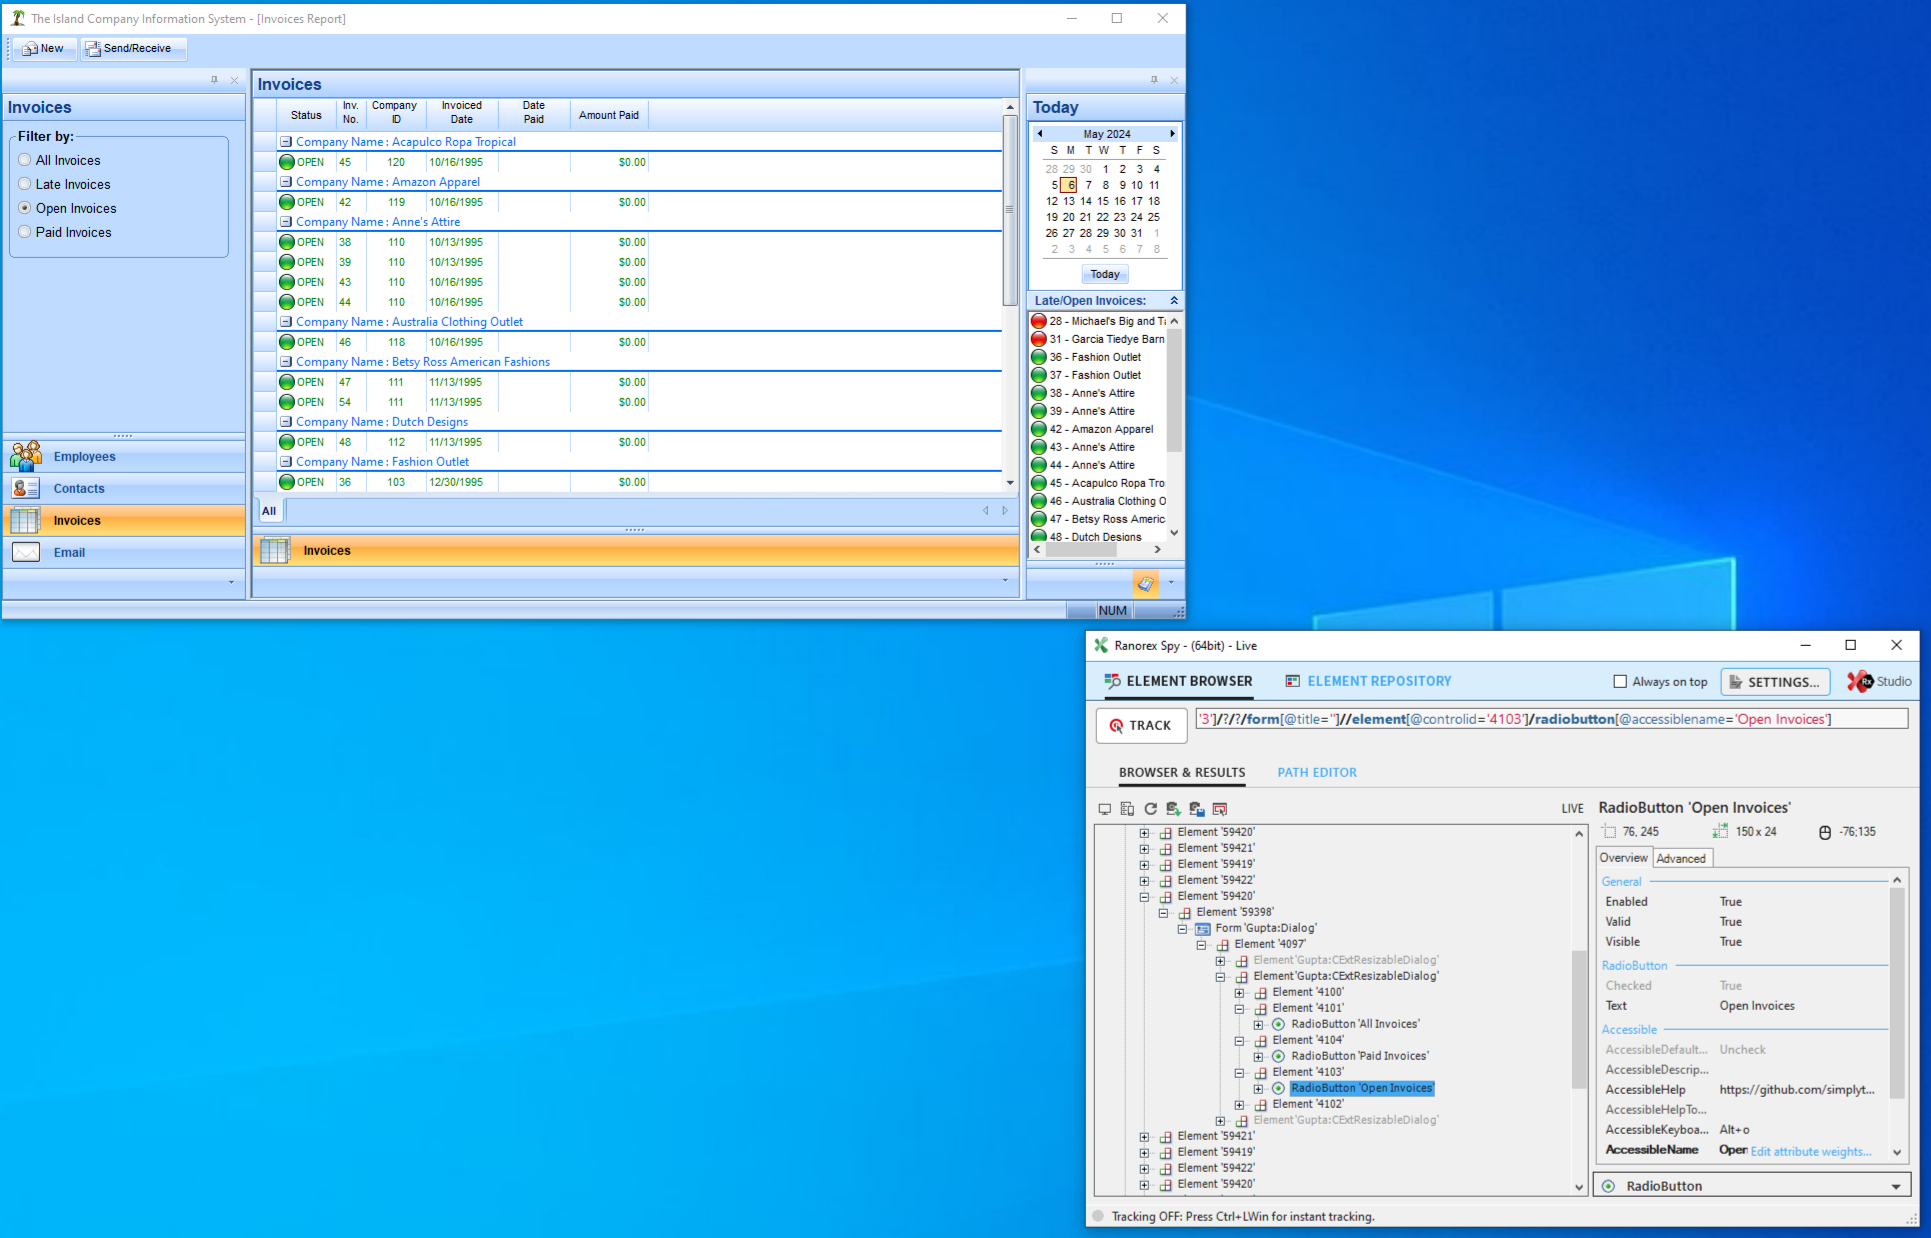 The Island Company Information System - [Invoices Report]
New Send/Receive
Invoices
Filter by:
All Invoices
Late Invoices
Open Invoices
Paid Invoices
Employees
Contacts
Invoices
Email
Invoices
Status Inv. No. Company ID Invoiced Date Date Paid Amount Paid
Company Name : Acapulco Ropa Tropical
OPEN 45 120 10/16/1995 $0.00
Company Name : Amazon Apparel
OPEN 42 119 10/16/1995 $0.00
Company Name : Anne's Attire
OPEN 38 110 10/13/1995 $0.00
OPEN 39 110 10/13/1995 $0.00
OPEN 43 110 10/16/1995 $0.00
OPEN 44 110 10/16/1995 $0.00
Company Name : Australia Clothing Outlet
OPEN 46 118 10/16/1995 $0.00
Company Name : Betsy Ross American Fashions
OPEN 47 111 11/13/1995 $0.00
OPEN 54 111 11/13/1995 $0.00
Company Name : Dutch Designs
OPEN 48 112 11/13/1995 $0.00
Company Name : Fashion Outlet
OPEN 36 103 12/30/1995 $0.00
All
Invoices
Today
May 2024
S M T W T F S
28 29 30 1 2 3 4
5 6 7 8 9 10 11
12 13 14 15 16 17 18
19 20 21 22 23 24 25
26 27 28 29 30 31 1
2 3 4 5 6 7 8
Today
Late/Open Invoices:
28 - Michael's Big and Ta
31 - Garcia Tiedye Barn
36 - Fashion Outlet
37 - Fashion Outlet
38 - Anne's Attire
39 - Anne's Attire
42 - Amazon Apparel
43 - Anne's Attire
44 - Anne's Attire
45 - Acapulco Ropa Tro
46 - Australia Clothing O
47 - Betsy Ross Americ
48 - Dutch Designs
NUM
Ranorex Spy - (64bit) - Live
ELEMENT BROWSER ELEMENT REPOSITORY Always on top SETTINGS... Rx Studio
TRACK '3']/?/?/form[@title='']//element[@controlid='4103']/radiobutton[@accessiblename='Open Invoices']
BROWSER & RESULTS PATH EDITOR
LIVE
Element '59420'
Element '59421'
Element '59419'
Element '59422'
Element '59420'
Element '59398'
Form 'Gupta:Dialog'
Element '4097'
Element'Gupta:CExtResizableDialog'
Element'Gupta:CExtResizableDialog'
Element '4100'
Element '4101'
RadioButton 'All Invoices'
Element '4104'
RadioButton 'Paid Invoices'
Element '4103'
RadioButton 'Open Invoices'
Element '4102'
Element'Gupta:CExtResizableDialog'
Element '59421'
Element '59419'
Element '59422'
Element '59420'
RadioButton 'Open Invoices'
76, 245 150 x 24 -76;135
Overview Advanced
General
Enabled True
Valid True
Visible True
RadioButton
Checked True
Text Open Invoices
Accessible
AccessibleDefault... Uncheck
AccessibleDescrip...
AccessibleHelp https://github.com/simplyt...
AccessibleHelpTo...
AccessibleKeyboa... Alt+o
AccessibleName Open Edit attribute weights...
RadioButton
Tracking OFF: Press Ctrl+LWin for instant tracking.